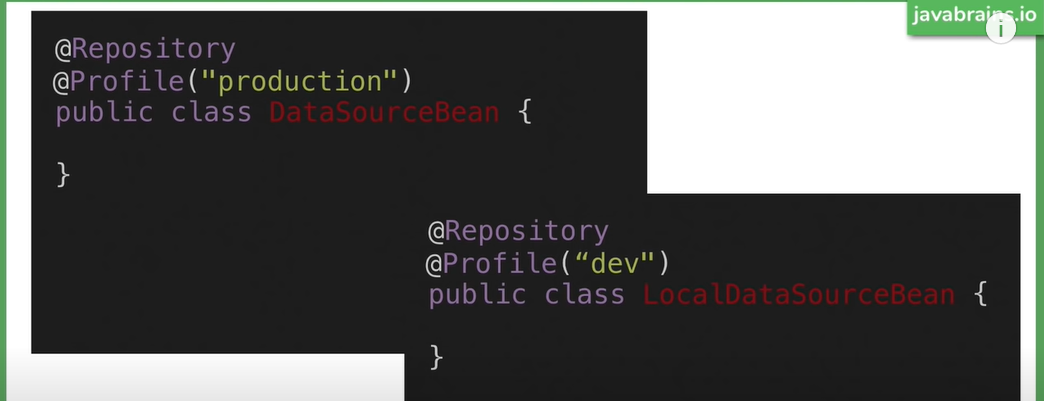 javabrains.io
i
@Repository
@Profile("production")
public class DataSourceBean {
}
@Repository
@Profile(“dev")
public class LocalDataSourceBean {
}